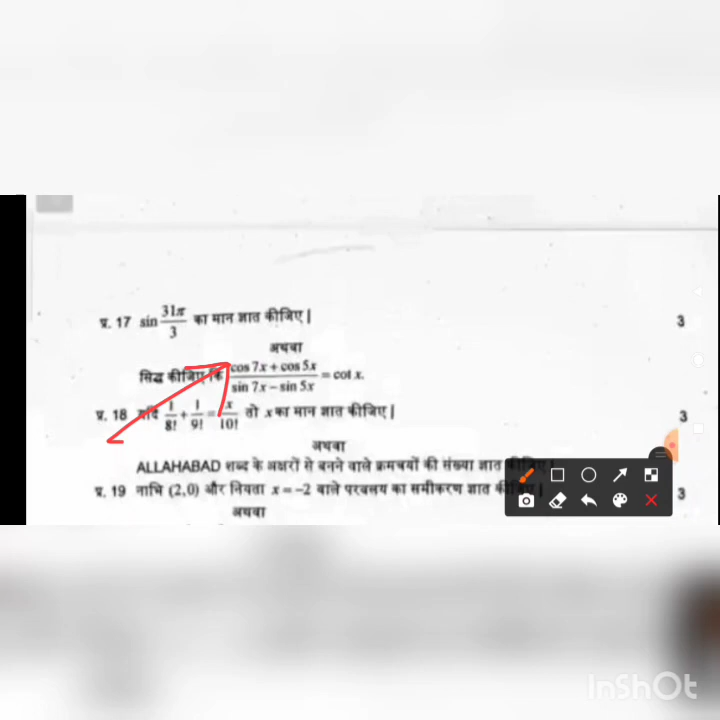 प्र. 17 sin 31π/3 का मान ज्ञात कीजिए |
3
अथवा
सिद्ध कीजिए कि (cos 7x + cos 5x)/(sin 7x − sin 5x) = cot x.
प्र. 18 यदि 1/8! + 1/9! = x/10! तो x का मान ज्ञात कीजिए |
3
अथवा
ALLAHABAD शब्द के अक्षरों से बनने वाले क्रमचयों की संख्या ज्ञात कीजिए |
प्र. 19 नाभि (2,0) और नियता x = −2 वाले परवलय का समीकरण ज्ञात कीजिए |
3
अथवा
InShOt